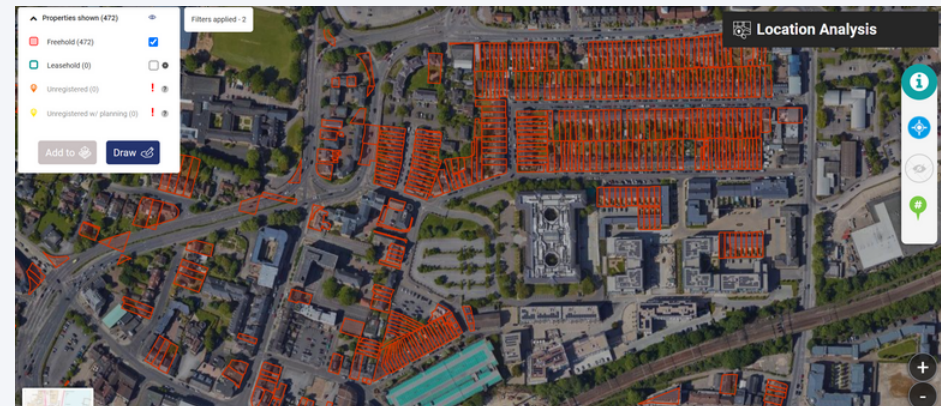 Properties shown (472)
Filters applied - 2
Location Analysis
Freehold (472)
Leasehold (0)
Unregistered (0) ! ?
Unregistered w/ planning (0) ! ?
Add to
Draw
i
#
+
-